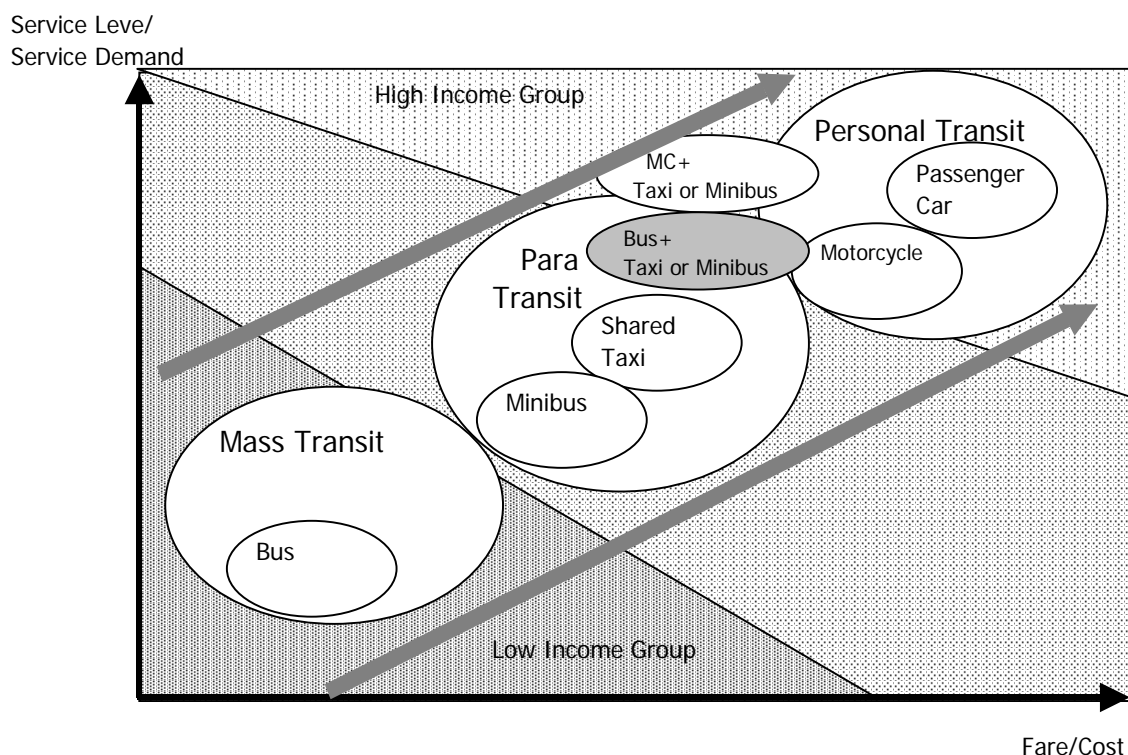 Service Leve/
Service Demand
High Income Group
Personal Transit
MC+
Taxi or Minibus
Passenger
Car
Bus+
Taxi or Minibus
Motorcycle
Para
Transit
Shared
Taxi
Minibus
Mass Transit
Bus
Low Income Group
Fare/Cost